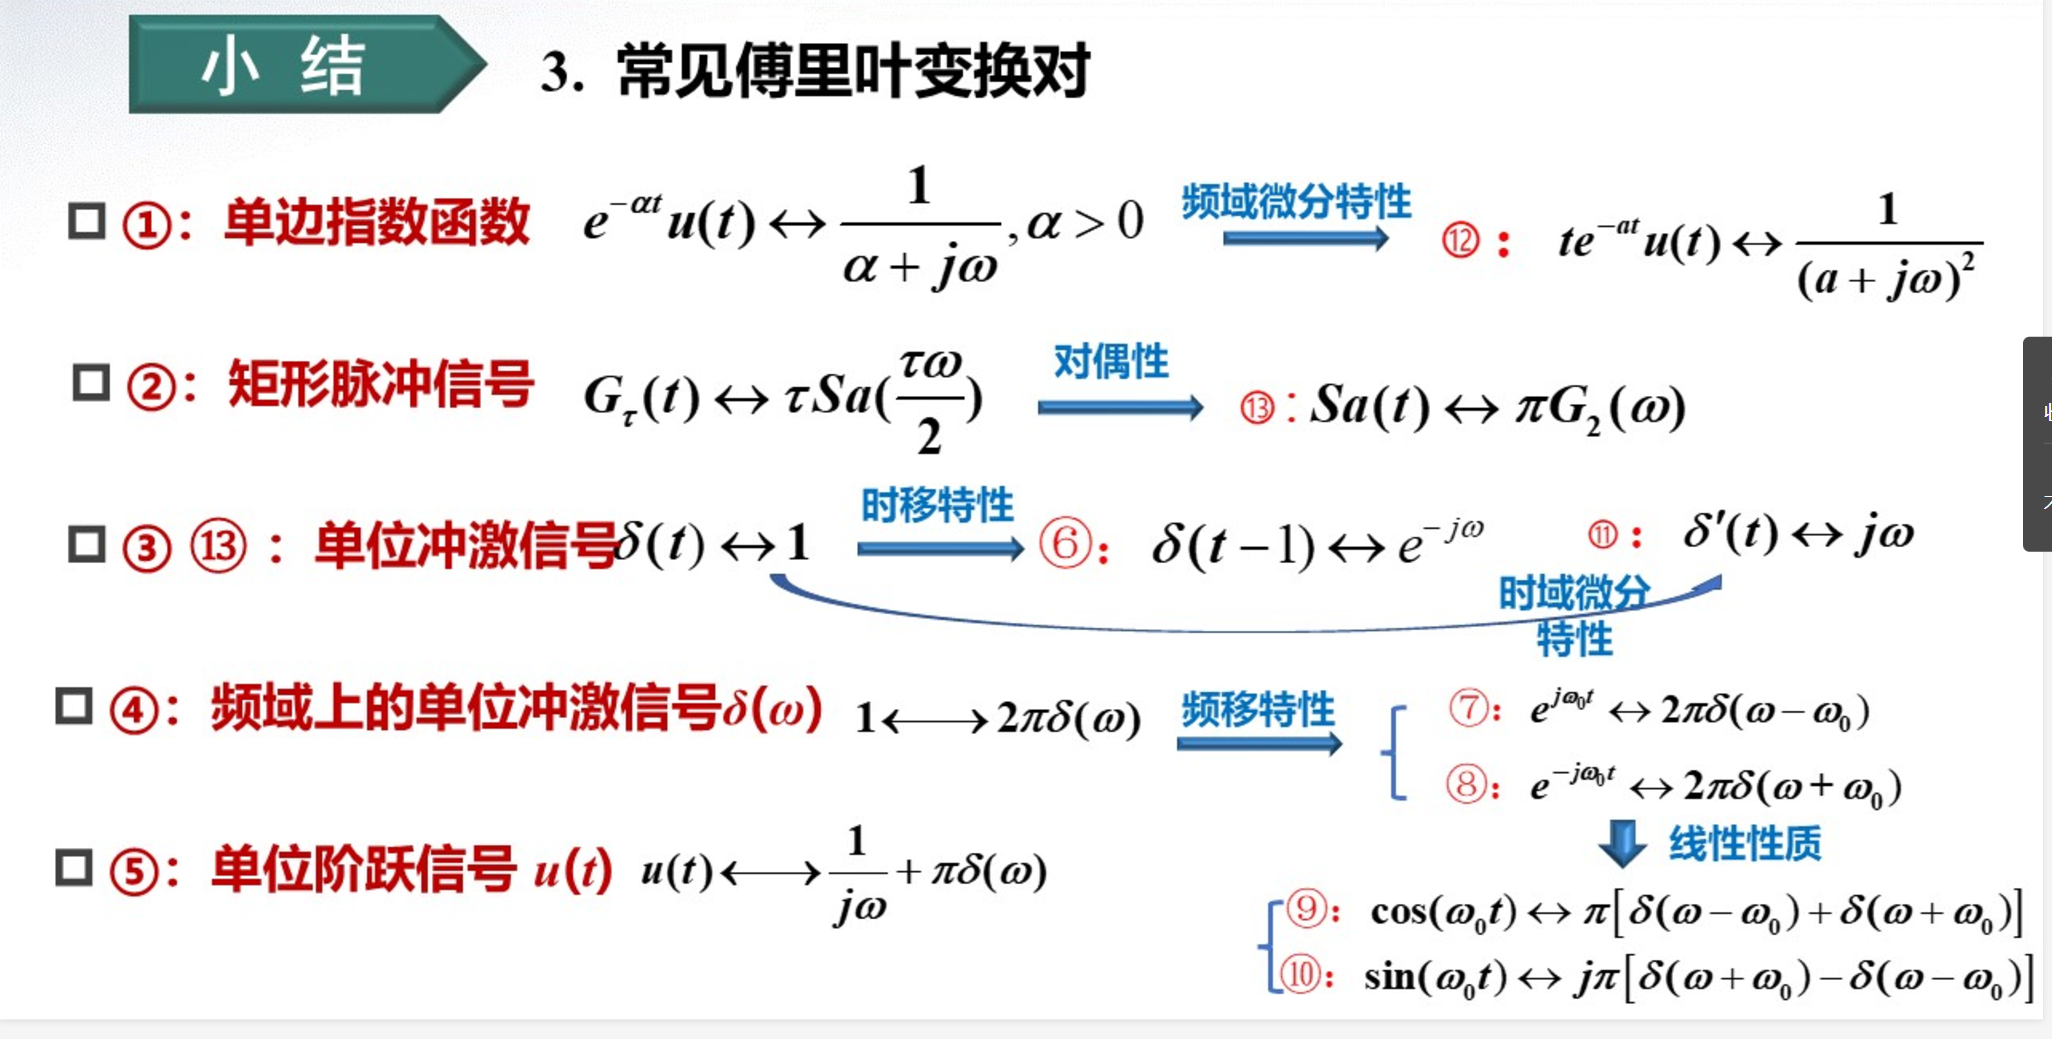 小 结
3. 常见傅里叶变换对
①：单边指数函数 e^{-αt}u(t)↔1/(α+jω), α>0 频域微分特性 ⑫： te^{-at}u(t)↔1/(a+jω)^2
②：矩形脉冲信号 G_τ(t)↔τSa(τω/2) 对偶性 ⑬：Sa(t)↔πG_2(ω)
③ ⑬ ：单位冲激信号 δ(t)↔1 时移特性 ⑥：δ(t-1)↔e^{-jω} ⑪：δ′(t)↔jω
时域微分
特性
④：频域上的单位冲激信号δ(ω) 1⟷2πδ(ω) 频移特性 ⑦：e^{jω_0t}↔2πδ(ω-ω_0)
⑧：e^{-jω_0t}↔2πδ(ω+ω_0)
线性性质
⑤：单位阶跃信号 u(t) u(t)⟷1/(jω)+πδ(ω)
⑨：cos(ω_0t)↔π[δ(ω-ω_0)+δ(ω+ω_0)]
⑩：sin(ω_0t)↔jπ[δ(ω+ω_0)-δ(ω-ω_0)]